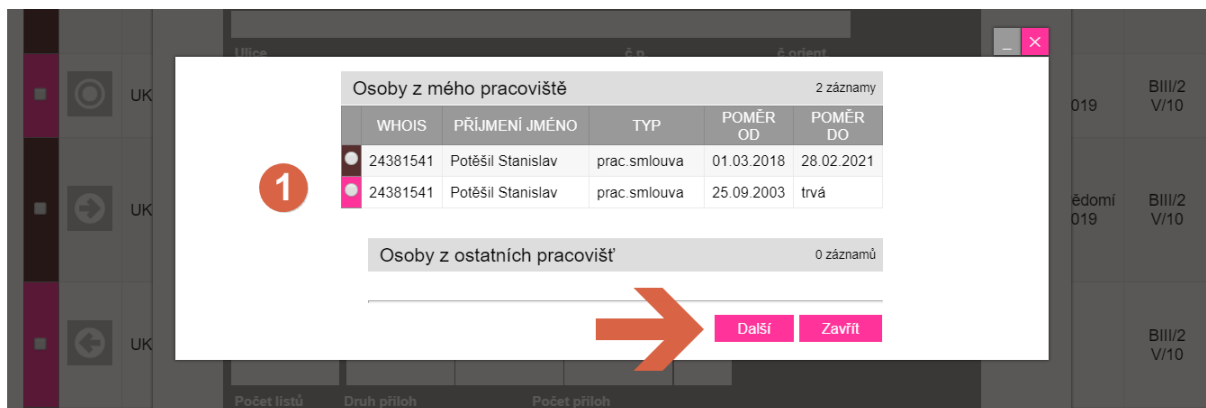 Ulice č.p. č.orient
_ ×
Osoby z mého pracoviště 2 záznamy
WHOIS PŘÍJMENÍ JMÉNO TYP POMĚR OD POMĚR DO
24381541 Potěšil Stanislav prac.smlouva 01.03.2018 28.02.2021
24381541 Potěšil Stanislav prac.smlouva 25.09.2003 trvá
1
Osoby z ostatních pracovišť 0 záznamů
Další Zavřít
UK 019 BIII/2
V/10
UK ědomí BIII/2
019 V/10
UK BIII/2
V/10
Počet listů Druh příloh Počet příloh